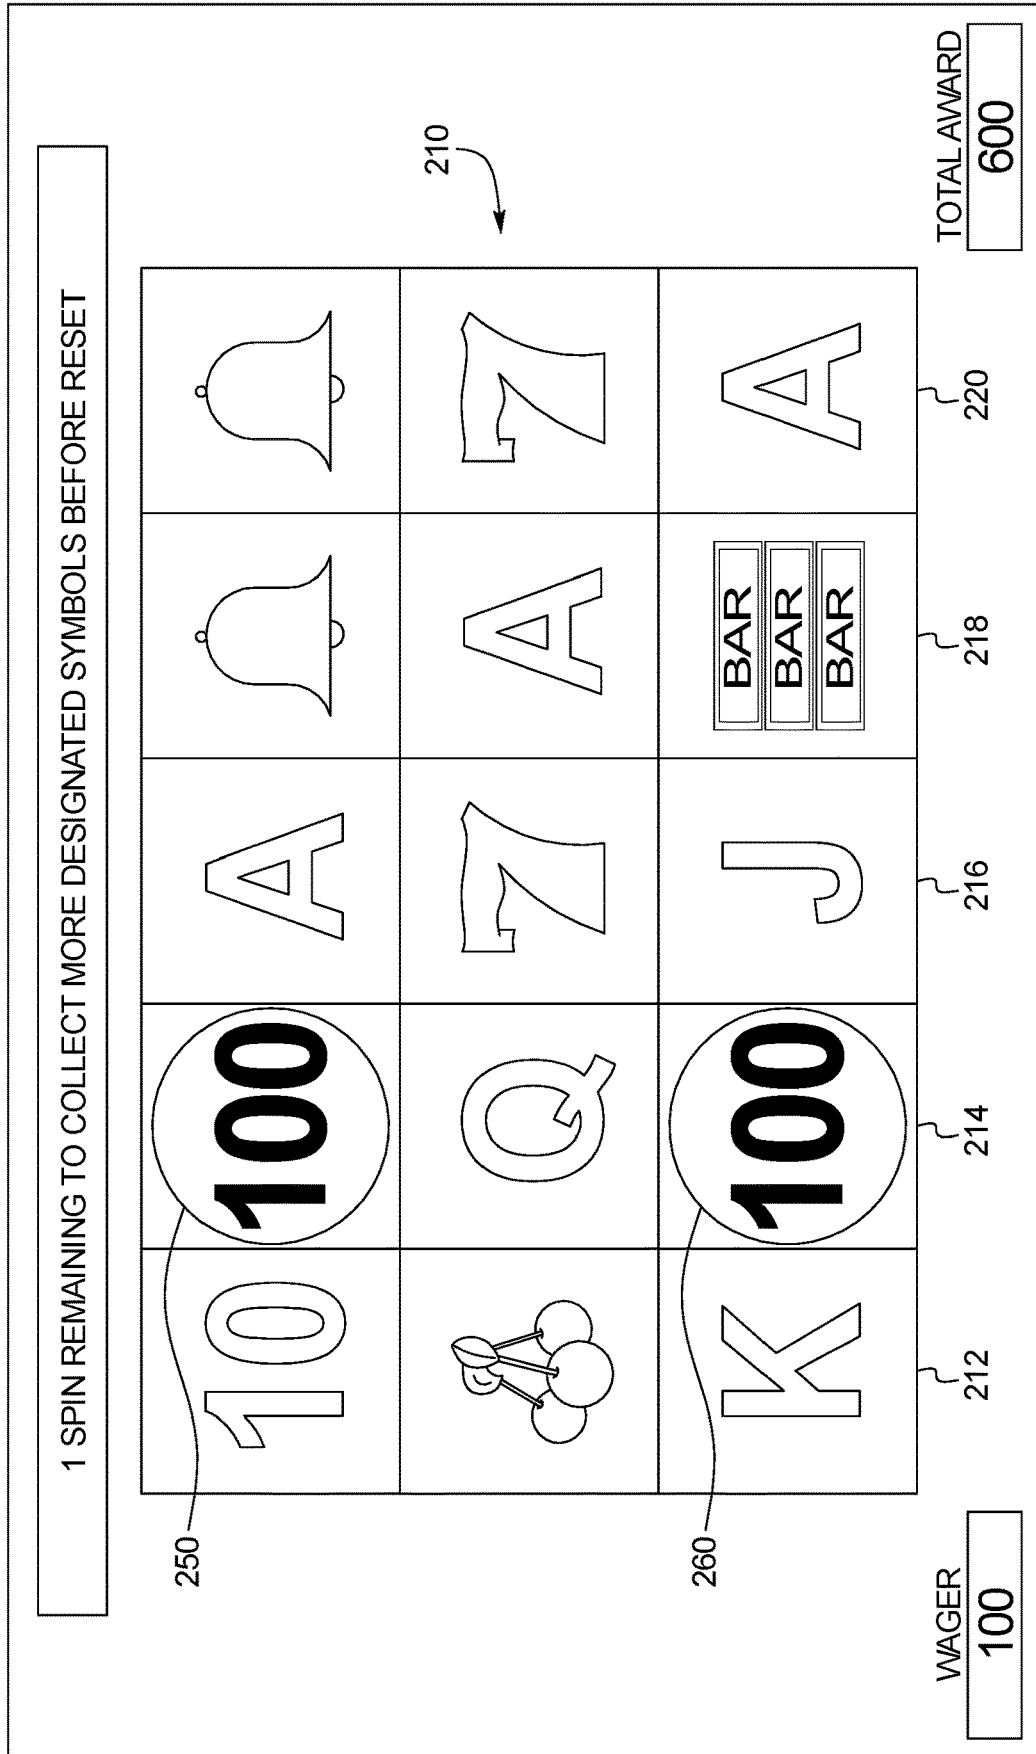 1 SPIN REMAINING TO COLLECT MORE DESIGNATED SYMBOLS BEFORE RESET
210
250
10 100 A
Q 7 A 7
260
K 100 J BAR A
BAR
BAR
212 214 216 218 220
WAGER TOTAL AWARD
100 600